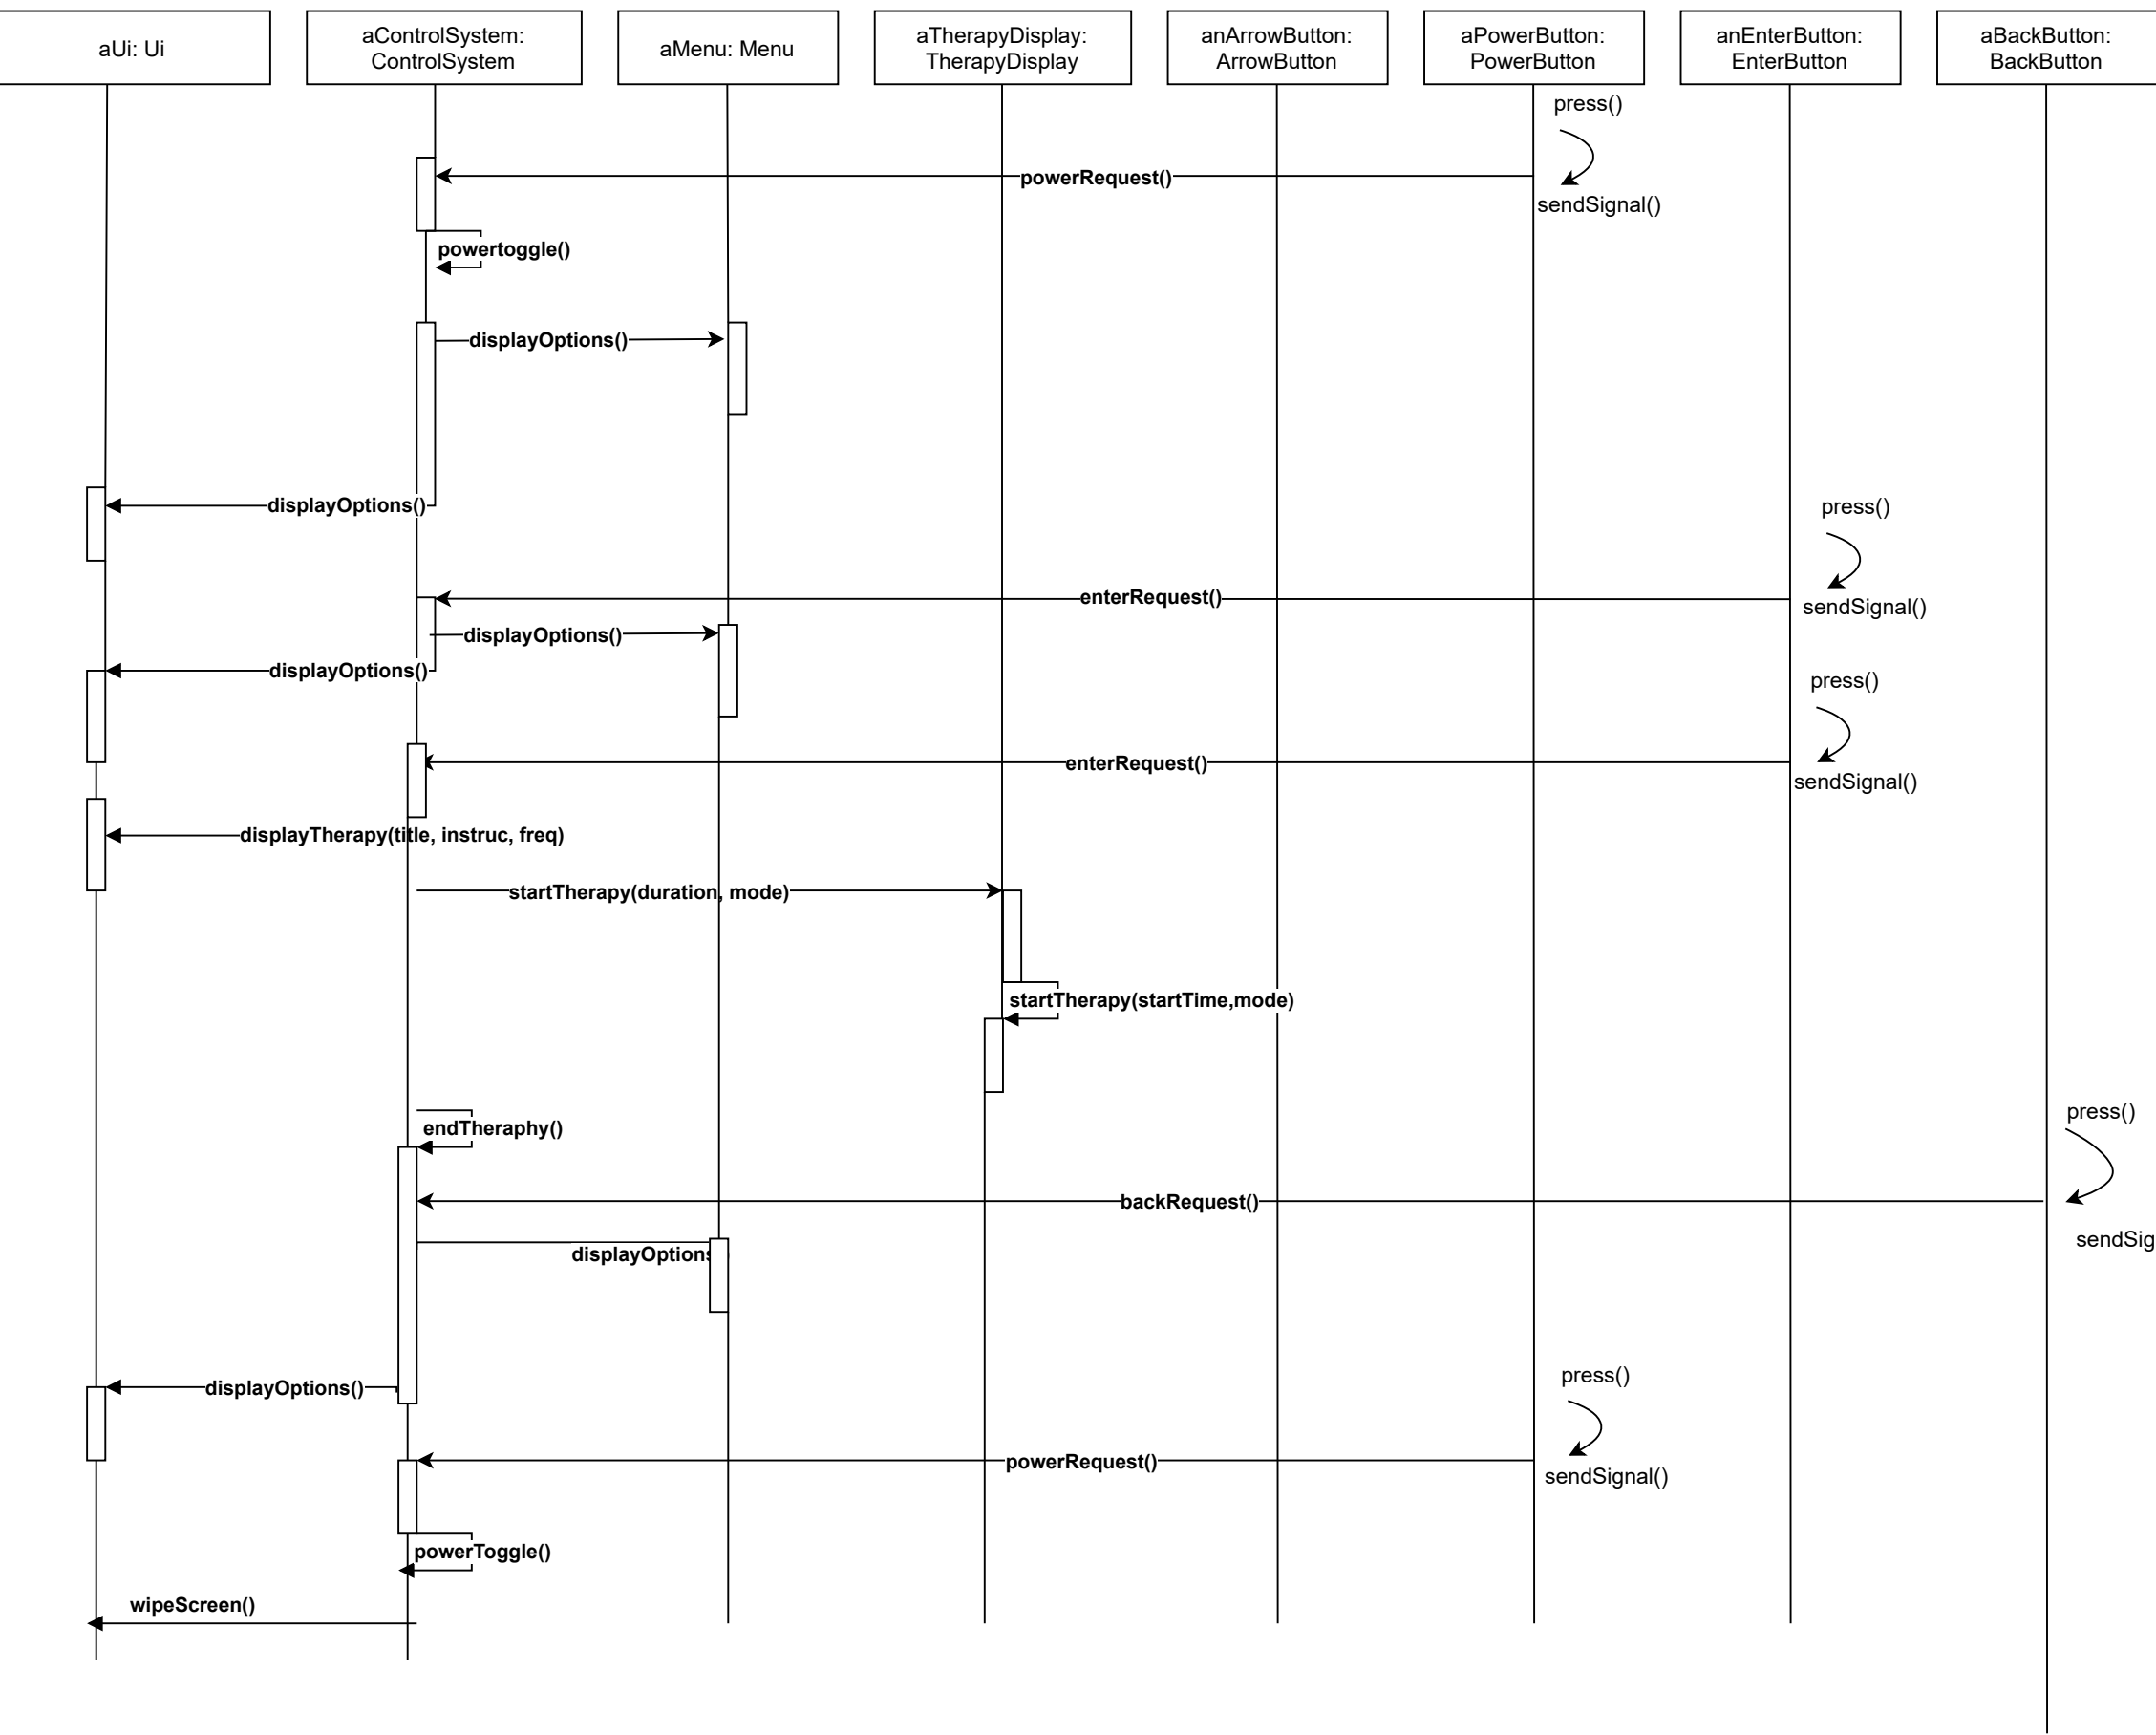 aUi: Ui
aControlSystem:
ControlSystem
aMenu: Menu
aTherapyDisplay:
TherapyDisplay
anArrowButton:
ArrowButton
aPowerButton:
PowerButton
anEnterButton:
EnterButton
aBackButton:
BackButton
press()
powerRequest()
sendSignal()
powertoggle()
displayOptions()
displayOptions()
press()
enterRequest()
sendSignal()
displayOptions()
displayOptions()
press()
enterRequest()
sendSignal()
displayTherapy(title, instruc, freq)
startTherapy(duration, mode)
startTherapy(startTime,mode)
press()
endTheraphy()
backRequest()
sendSig
displayOptions
press()
displayOptions()
powerRequest()
sendSignal()
powerToggle()
wipeScreen()